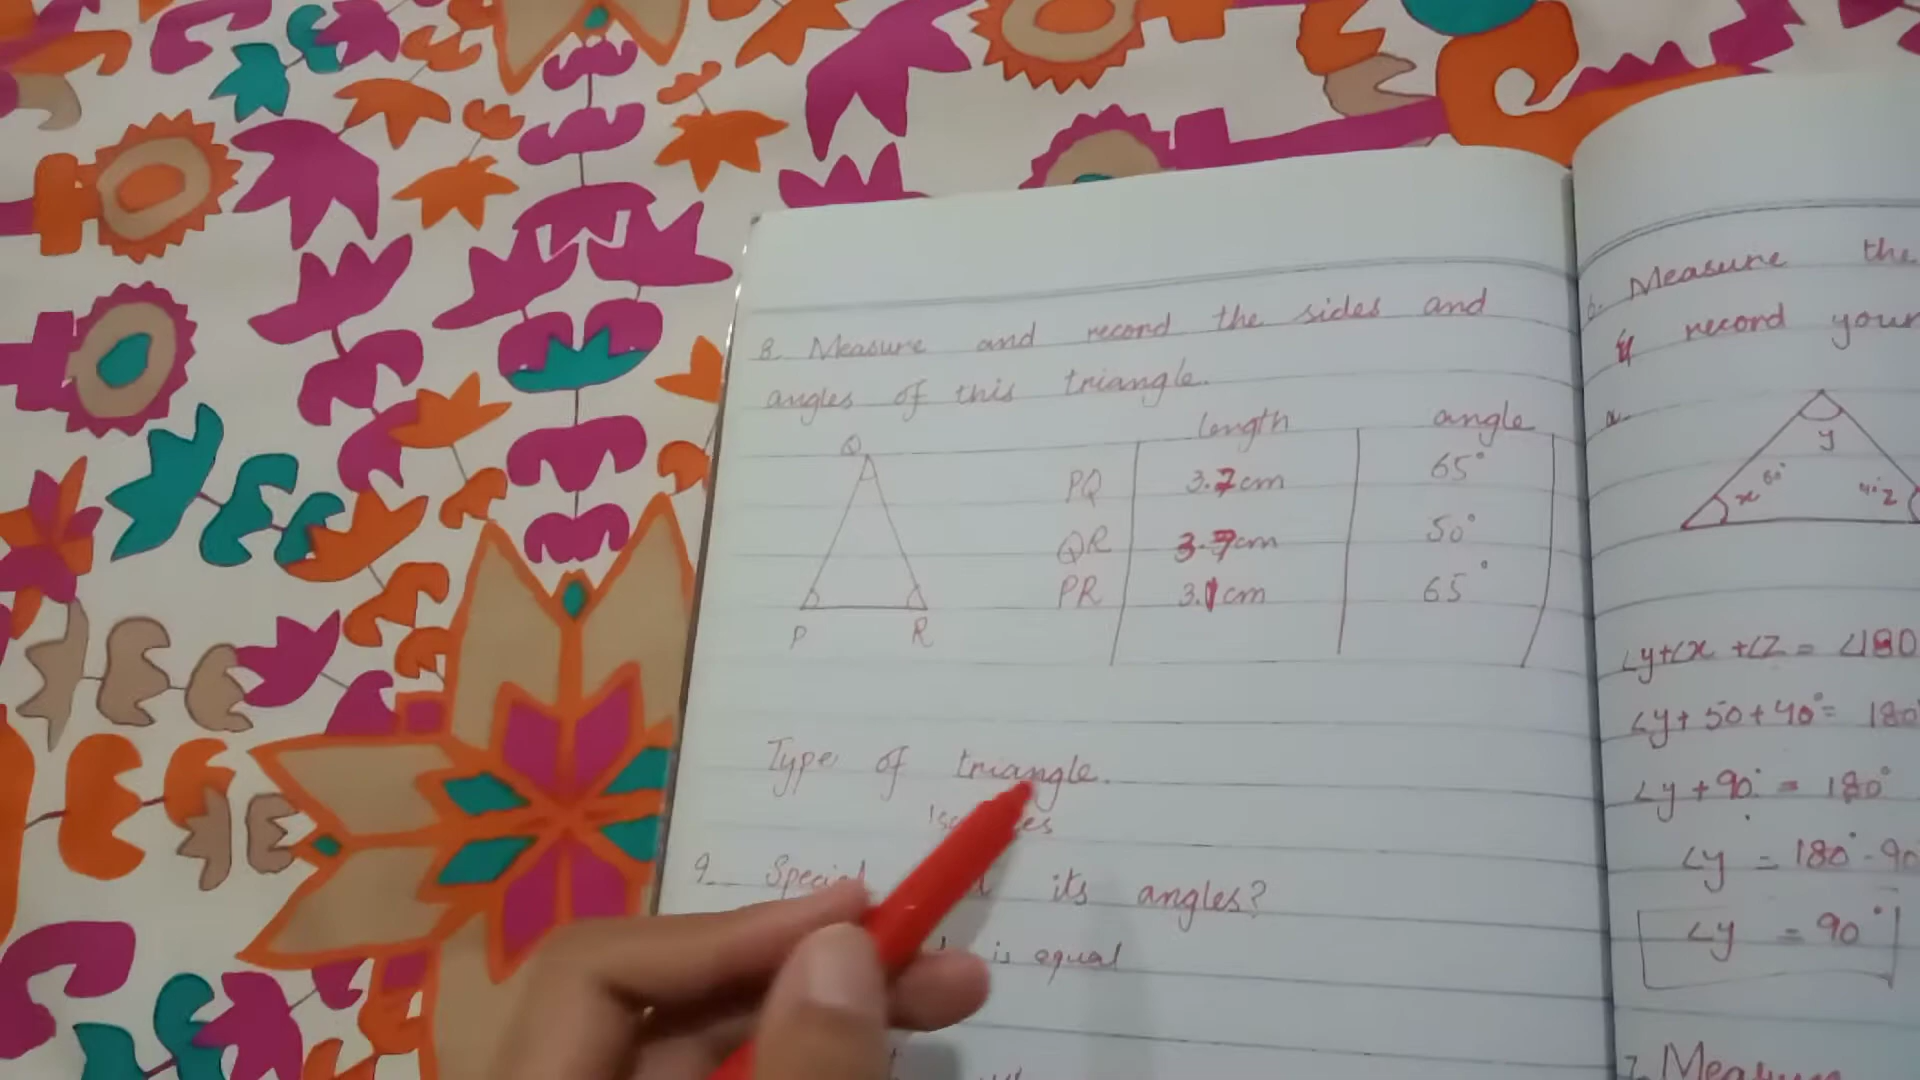 8. Measure and record the sides and
angles of this triangle.
length angle
Q
PQ 3.7cm 65°
QR 3.7cm 50°
PR 3.1cm 65°
P R
Type of triangle.
9 its angles?
is equal
6. Measure the
record your
a.
y
x 50° 40° z
∠y+∠x +∠z = ∠180
∠y+ 50+40°= 180°
∠y +90° = 180°
∠y = 180°-90
∠y = 90°
7.